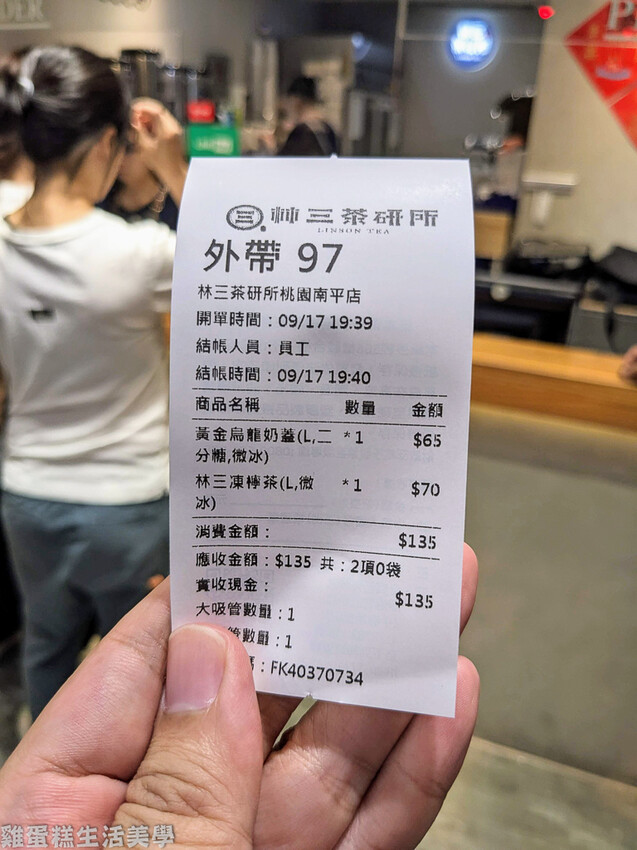 林三茶研所
LINSON TEA
外帶 97
林三茶研所桃園南平店
開單時間：09/17 19:39
結帳人員：員工
結帳時間：09/17 19:40
商品名稱 數量 金額
黃金烏龍奶蓋(L,二 *1 $65
分糖,微冰)
林三凍檸茶(L,微 *1 $70
冰)
消費金額： $135
應收金額：$135 共：2項0袋
實收現金： $135
大吸管數量：1
管數量：1
：FK40370734
雞蛋糕生活美學